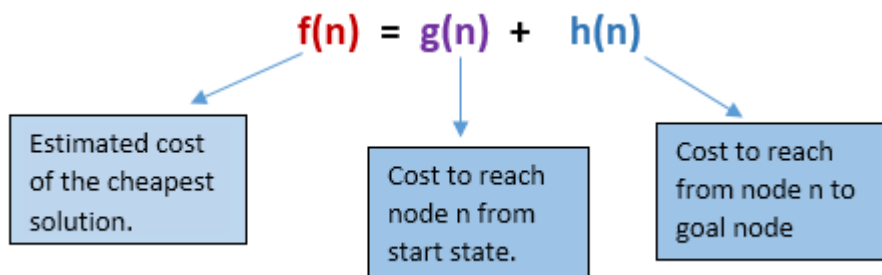 f(n) = g(n) + h(n)
Estimated cost
of the cheapest
solution.
Cost to reach
node n from
start state.
Cost to reach
from node n to
goal node